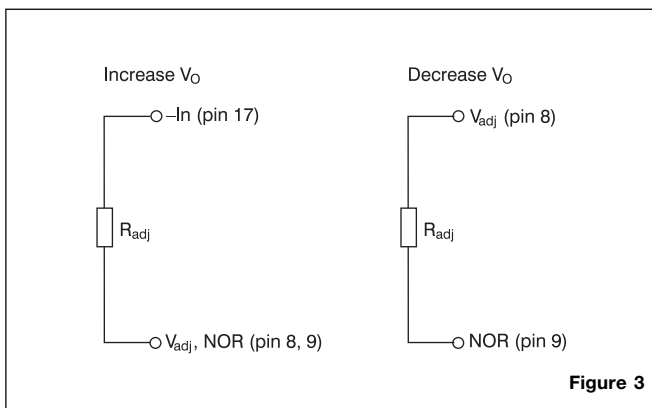 Increase V_O
–In (pin 17)
R_adj
V_adj, NOR (pin 8, 9)
Decrease V_O
V_adj (pin 8)
R_adj
NOR (pin 9)
Figure 3